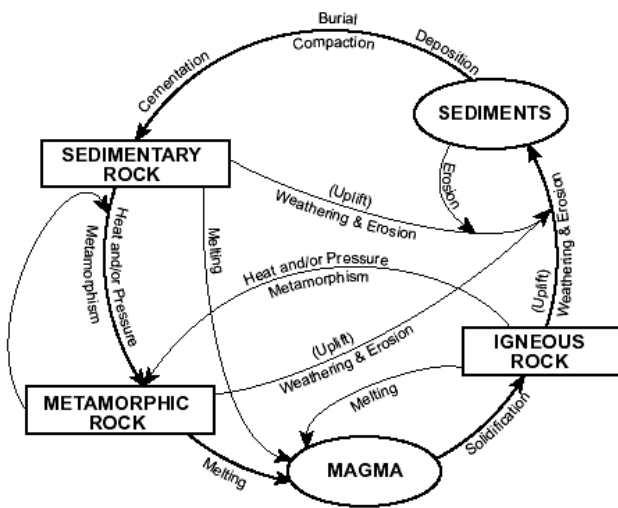 Burial
Compaction
Deposition
Cementation
SEDIMENTS
SEDIMENTARY
ROCK
Erosion
(Uplift)
Weathering & Erosion
(Uplift)
Weathering & Erosion
Heat and/or Pressure
Metamorphism
Melting
Heat and/or Pressure
Metamorphism
IGNEOUS
ROCK
(Uplift)
Weathering & Erosion
METAMORPHIC
ROCK
Melting
Solidification
Melting
MAGMA